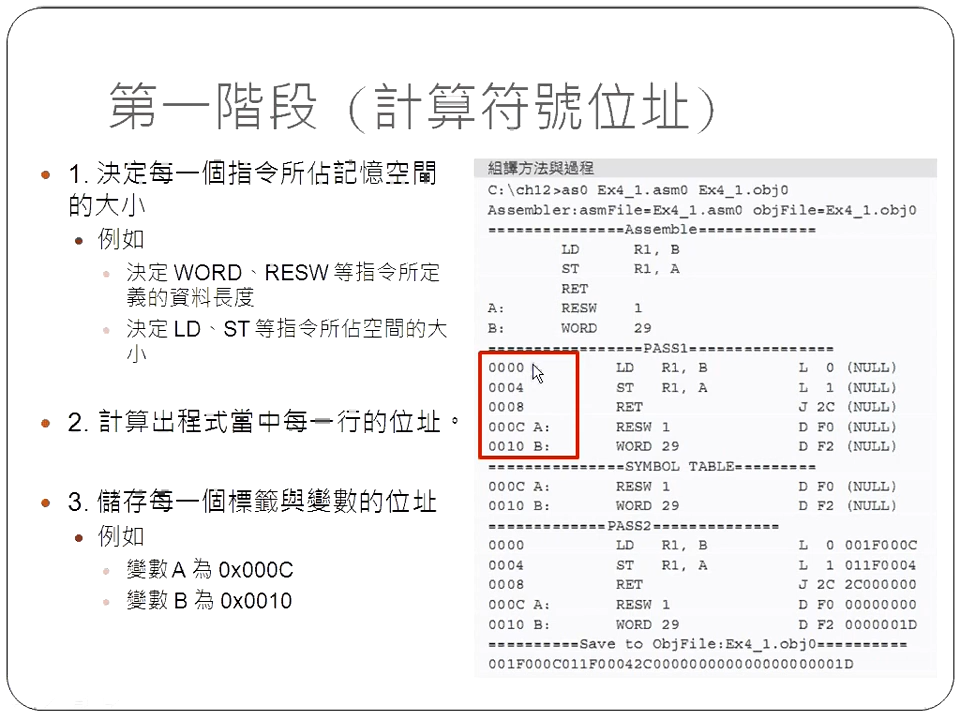 第一階段（計算符號位址）
1. 決定每一個指令所佔記憶空間
的大小
例如
決定 WORD、RESW 等指令所定
義的資料長度
決定 LD、ST 等指令所佔空間的大
小
2. 計算出程式當中每一行的位址。
3. 儲存每一個標籤與變數的位址
例如
變數 A 為 0x000C
變數 B 為 0x0010
組譯方法與過程
C:\ch12>as0 Ex4_1.asm0 Ex4_1.obj0
Assembler:asmFile=Ex4_1.asm0 objFile=Ex4_1.obj0
===============Assemble=============
LD R1, B
ST R1, A
RET
A: RESW 1
B: WORD 29
=================PASS1================
0000 LD R1, B L 0 (NULL)
0004 ST R1, A L 1 (NULL)
0008 RET J 2C (NULL)
000C A: RESW 1 D F0 (NULL)
0010 B: WORD 29 D F2 (NULL)
===============SYMBOL TABLE=========
000C A: RESW 1 D F0 (NULL)
0010 B: WORD 29 D F2 (NULL)
=============PASS2==============
0000 LD R1, B L 0 001F000C
0004 ST R1, A L 1 011F0004
0008 RET J 2C 2C000000
000C A: RESW 1 D F0 00000000
0010 B: WORD 29 D F2 0000001D
==========Save to ObjFile:Ex4_1.obj0==========
001F000C011F00042C000000000000000000001D